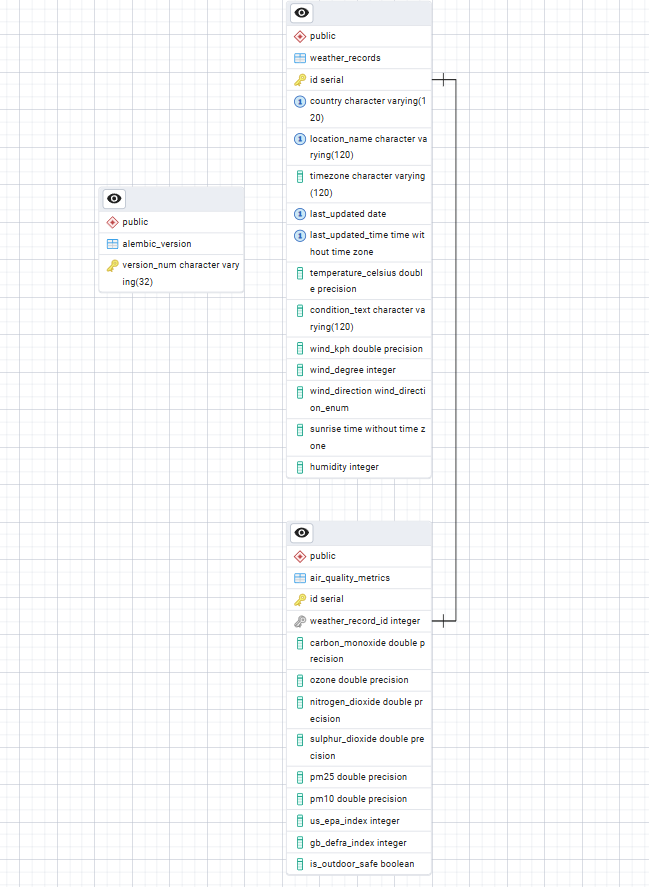 public
weather_records
id serial
country character varying(1
20)
location_name character va
rying(120)
timezone character varying
(120)
last_updated date
last_updated_time time wit
hout time zone
temperature_celsius doubl
e precision
condition_text character va
rying(120)
wind_kph double precision
wind_degree integer
wind_direction wind_directi
on_enum
sunrise time without time z
one
humidity integer
public
alembic_version
version_num character vary
ing(32)
public
air_quality_metrics
id serial
weather_record_id integer
carbon_monoxide double p
recision
ozone double precision
nitrogen_dioxide double pr
ecision
sulphur_dioxide double pre
cision
pm25 double precision
pm10 double precision
us_epa_index integer
gb_defra_index integer
is_outdoor_safe boolean